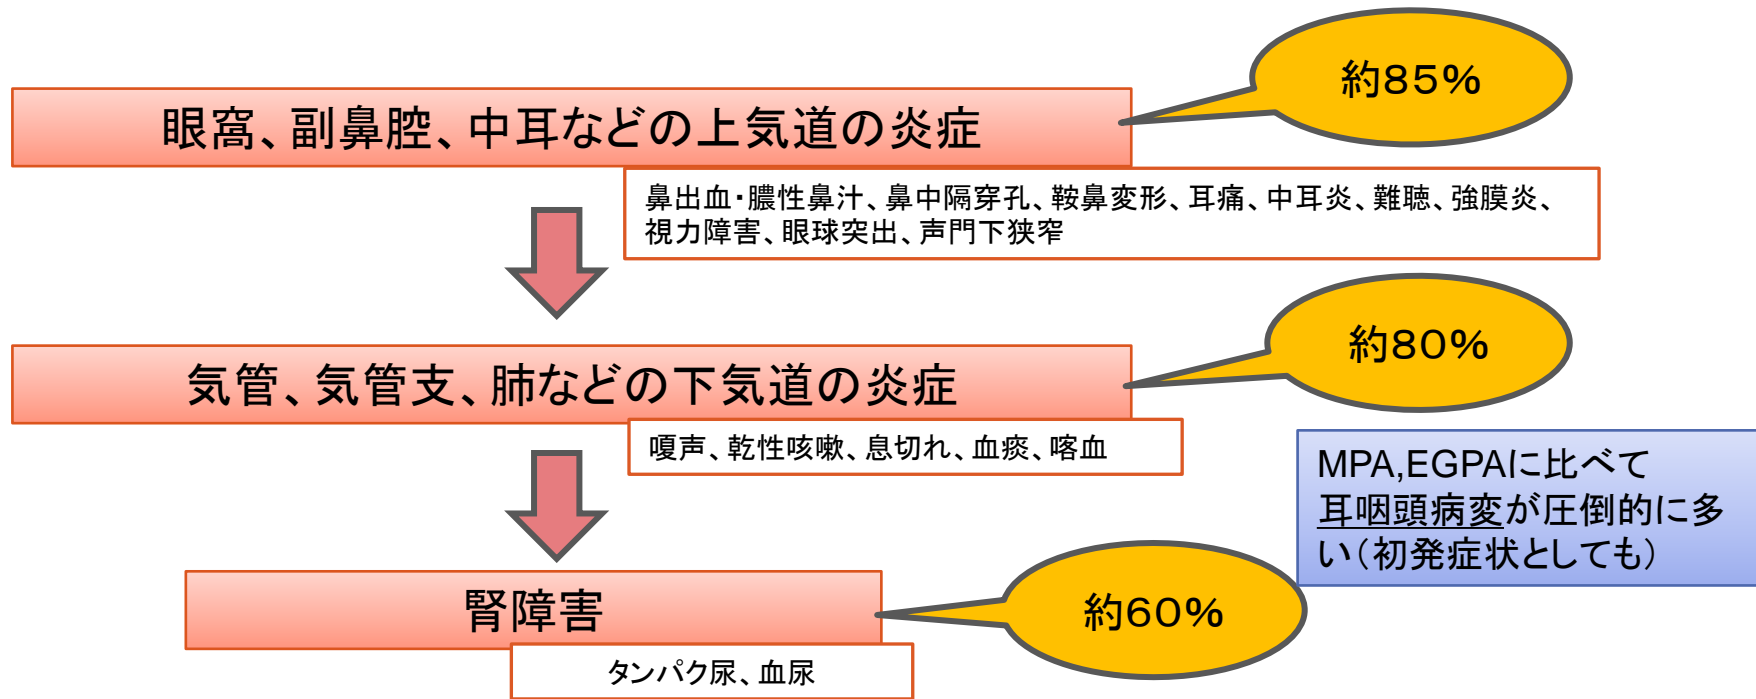 約85%
眼窩、副鼻腔、中耳などの上気道の炎症
鼻出血・膿性鼻汁、鼻中隔穿孔、鞍鼻変形、耳痛、中耳炎、難聴、強膜炎、
視力障害、眼球突出、声門下狭窄
約80%
気管、気管支、肺などの下気道の炎症
嗄声、乾性咳嗽、息切れ、血痰、喀血
MPA,EGPAに比べて
耳咽頭病変が圧倒的に多
い(初発症状としても)
腎障害
約60%
タンパク尿、血尿